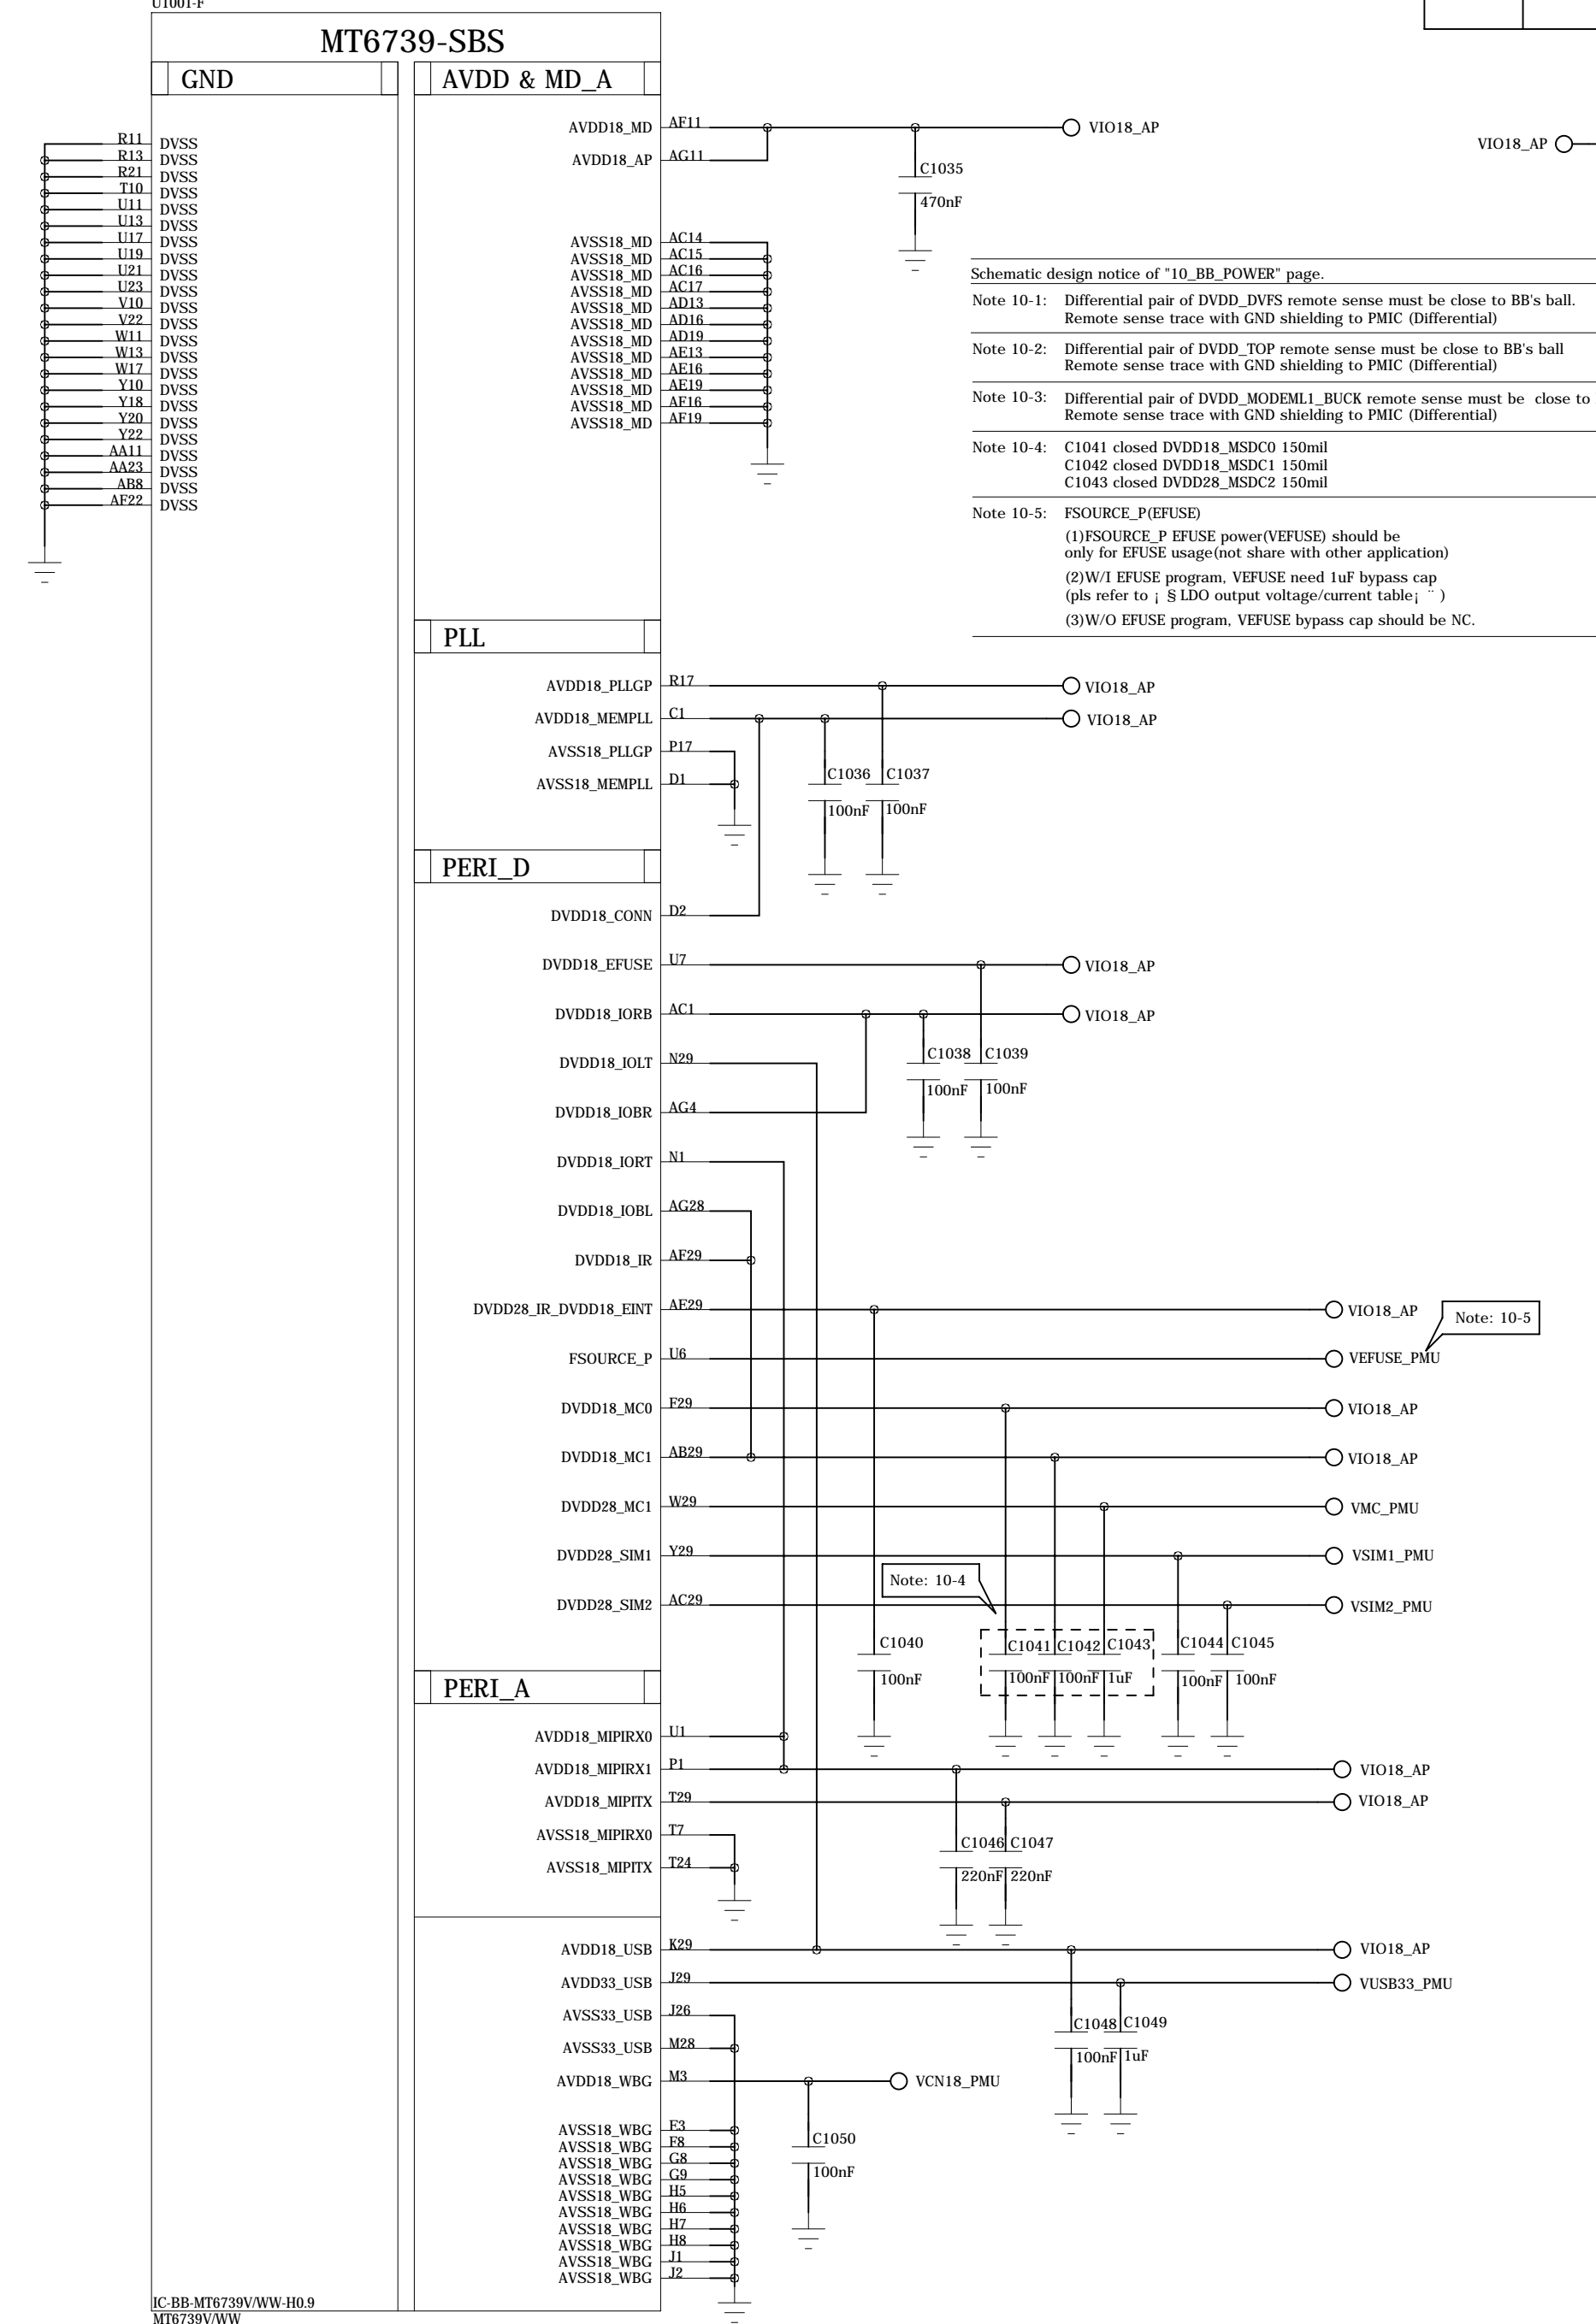 U1001-F
MT6739-SBS
GND
AVDD & MD_A
R11 DVSS
R13 DVSS
R21 DVSS
T10 DVSS
U11 DVSS
U13 DVSS
U17 DVSS
U19 DVSS
U21 DVSS
U23 DVSS
V10 DVSS
V22 DVSS
W11 DVSS
W13 DVSS
W17 DVSS
Y10 DVSS
Y18 DVSS
Y20 DVSS
Y22 DVSS
AA11 DVSS
AA23 DVSS
AB8 DVSS
AF22 DVSS
AVDD18_MD AF11 VIO18_AP
AVDD18_AP AG11
C1035
470nF
VIO18_AP
AVSS18_MD AC14
AVSS18_MD AC15
AVSS18_MD AC16
AVSS18_MD AC17
AVSS18_MD AD13
AVSS18_MD AD16
AVSS18_MD AD19
AVSS18_MD AE13
AVSS18_MD AE16
AVSS18_MD AE19
AVSS18_MD AF16
AVSS18_MD AF19
Schematic design notice of "10_BB_POWER" page.
Note 10-1: Differential pair of DVDD_DVFS remote sense must be close to BB's ball.
Remote sense trace with GND shielding to PMIC (Differential)
Note 10-2: Differential pair of DVDD_TOP remote sense must be close to BB's ball
Remote sense trace with GND shielding to PMIC (Differential)
Note 10-3: Differential pair of DVDD_MODEML1_BUCK remote sense must be close to
Remote sense trace with GND shielding to PMIC (Differential)
Note 10-4: C1041 closed DVDD18_MSDC0 150mil
C1042 closed DVDD18_MSDC1 150mil
C1043 closed DVDD28_MSDC2 150mil
Note 10-5: FSOURCE_P(EFUSE)
(1)FSOURCE_P EFUSE power(VEFUSE) should be
only for EFUSE usage(not share with other application)
(2)W/I EFUSE program, VEFUSE need 1uF bypass cap
(pls refer to ¡ § LDO output voltage/current table¡ ¨ )
(3)W/O EFUSE program, VEFUSE bypass cap should be NC.
PLL
AVDD18_PLLGP R17 VIO18_AP
AVDD18_MEMPLL C1 VIO18_AP
AVSS18_PLLGP P17
AVSS18_MEMPLL D1
C1036 C1037
100nF 100nF
PERI_D
DVDD18_CONN D2
DVDD18_EFUSE U7 VIO18_AP
DVDD18_IORB AC1 VIO18_AP
C1038 C1039
100nF 100nF
DVDD18_IOLT N29
DVDD18_IOBR AG4
DVDD18_IORT N1
DVDD18_IOBL AG28
DVDD18_IR AF29
DVDD28_IR_DVDD18_EINT AE29 VIO18_AP
Note: 10-5
FSOURCE_P U6 VEFUSE_PMU
DVDD18_MC0 F29 VIO18_AP
DVDD18_MC1 AB29 VIO18_AP
DVDD28_MC1 W29 VMC_PMU
DVDD28_SIM1 Y29 VSIM1_PMU
Note: 10-4
DVDD28_SIM2 AC29 VSIM2_PMU
C1040 C1041 C1042 C1043 C1044 C1045
100nF 100nF 100nF 1uF 100nF 100nF
PERI_A
AVDD18_MIPIRX0 U1
AVDD18_MIPIRX1 P1 VIO18_AP
AVDD18_MIPITX T29 VIO18_AP
AVSS18_MIPIRX0 T7
AVSS18_MIPITX T24
C1046 C1047
220nF 220nF
AVDD18_USB K29 VIO18_AP
AVDD33_USB J29 VUSB33_PMU
AVSS33_USB J26
AVSS33_USB M28
C1048 C1049
100nF 1uF
AVDD18_WBG M3 VCN18_PMU
C1050
100nF
AVSS18_WBG E3
AVSS18_WBG F8
AVSS18_WBG G8
AVSS18_WBG G9
AVSS18_WBG H5
AVSS18_WBG H6
AVSS18_WBG H7
AVSS18_WBG H8
AVSS18_WBG J1
AVSS18_WBG J2
IC-BB-MT6739V/WW-H0.9
MT6739V/WW